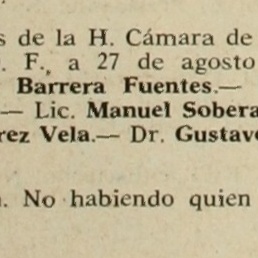 s de la H. Cámara de
. F., a 27 de agosto
Barrera Fuentes.—
— Lic. Manuel Sobera
rez Vela.— Dr. Gustavo
. No habiendo quien